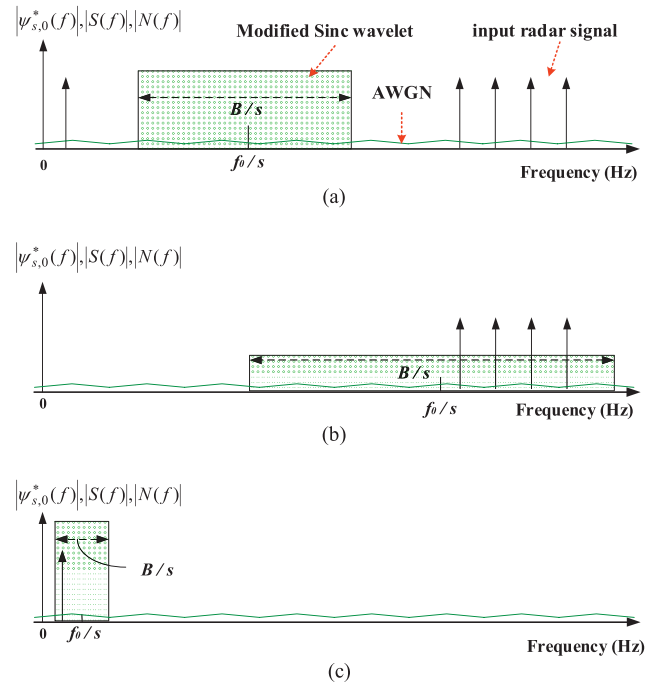 |ψ*s,0(f)|,|S(f)|,|N(f)|
Modified Sinc wavelet
input radar signal
AWGN
B/s
0
f0/s
Frequency (Hz)
(a)
|ψ*s,0(f)|,|S(f)|,|N(f)|
B/s
0
f0/s
Frequency (Hz)
(b)
|ψ*s,0(f)|,|S(f)|,|N(f)|
B/s
0
f0/s
Frequency (Hz)
(c)